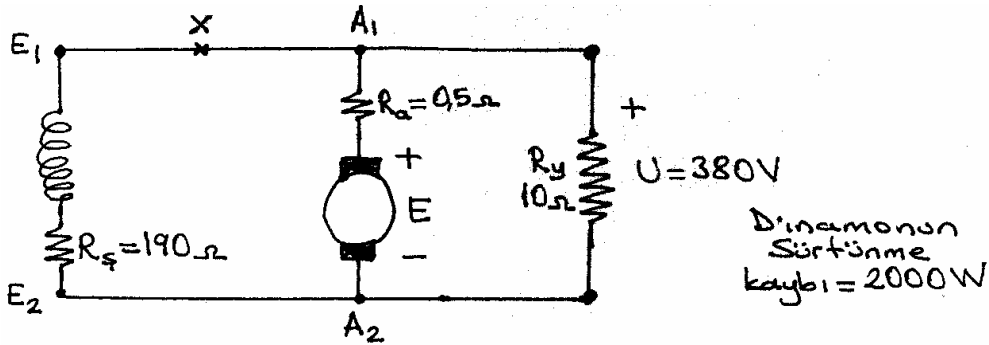 X
A₁
E₁
Rₐ=0,5Ω
+
+
Ry
10Ω
U=380V
E
Dinamonun
Sürtünme
kaybı=2000W
Rş=190Ω
−
E₂
A₂